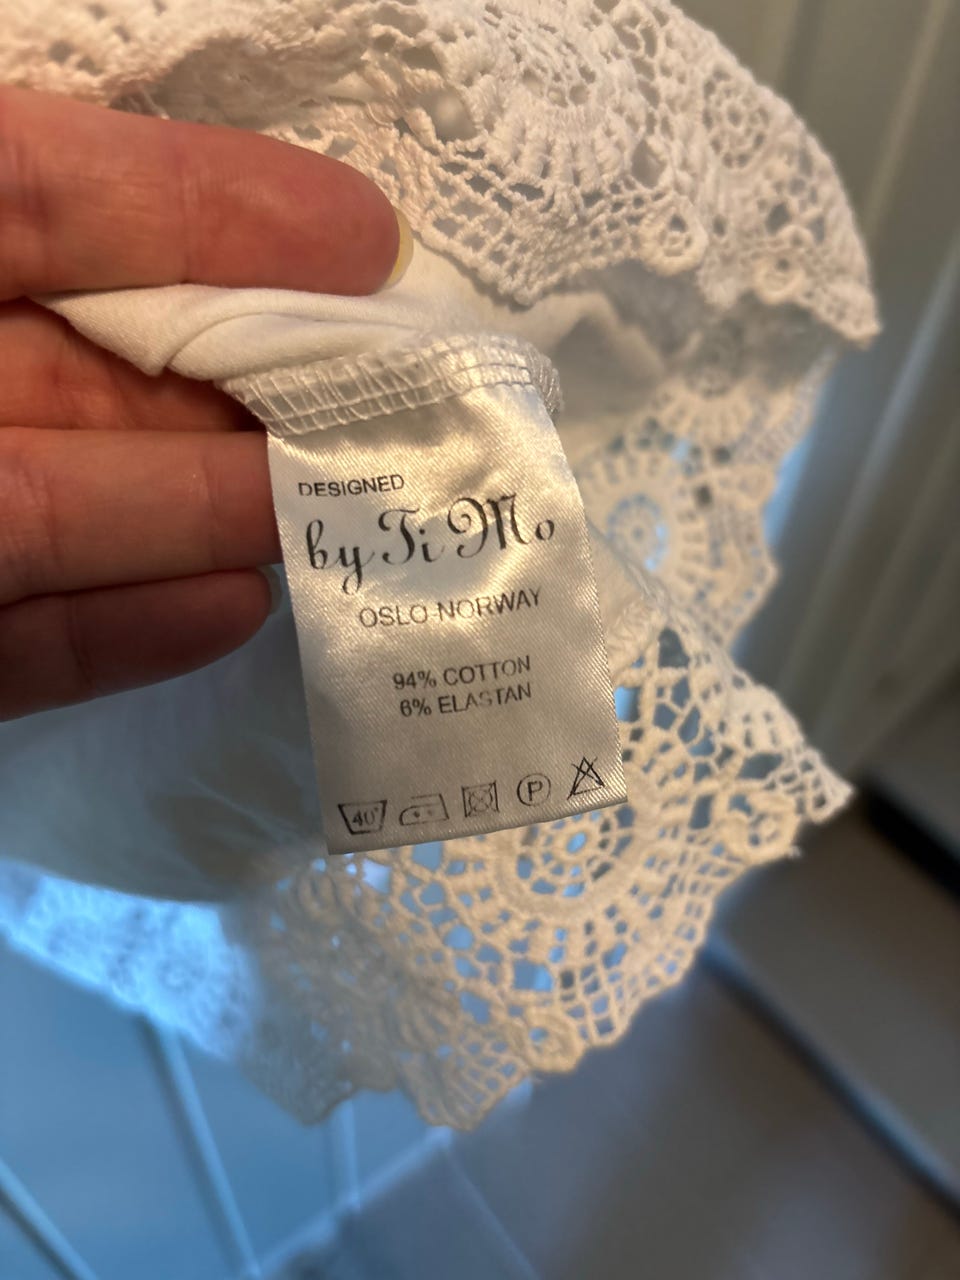 DESIGNED
by Ti Mo
OSLO NORWAY
94% COTTON
6% ELASTAN
40° P